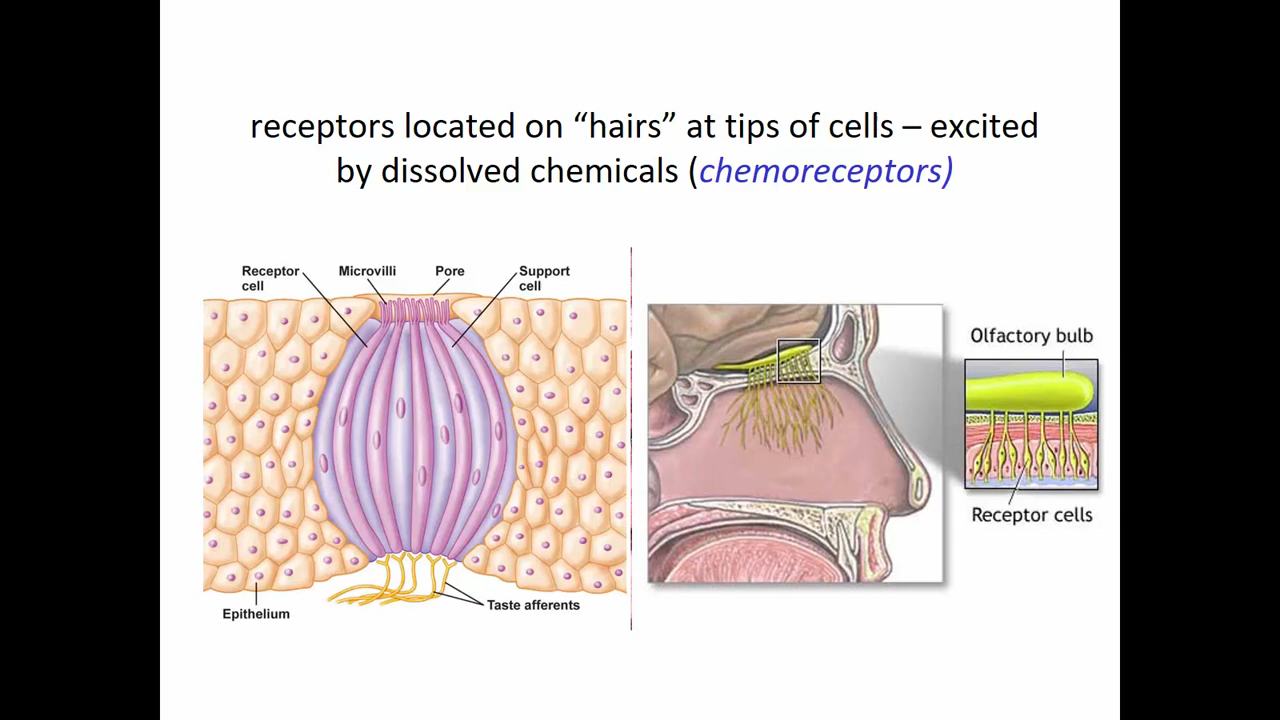 receptors located on “hairs” at tips of cells – excited
by dissolved chemicals (chemoreceptors)
Receptor
cell
Microvilli
Pore
Support
cell
Epithelium
Taste afferents
Olfactory bulb
Receptor cells